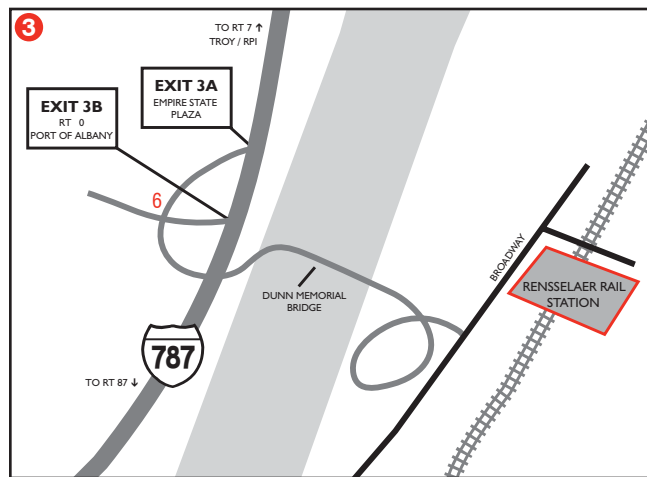 3
TO RT 7 ↑
TROY / RPI
EXIT 3A
EMPIRE STATE
PLAZA
EXIT 3B
RT 0
PORT OF ALBANY
6
BROADWAY
RENSSELAER RAIL
STATION
DUNN MEMORIAL
BRIDGE
787
TO RT 87 ↓